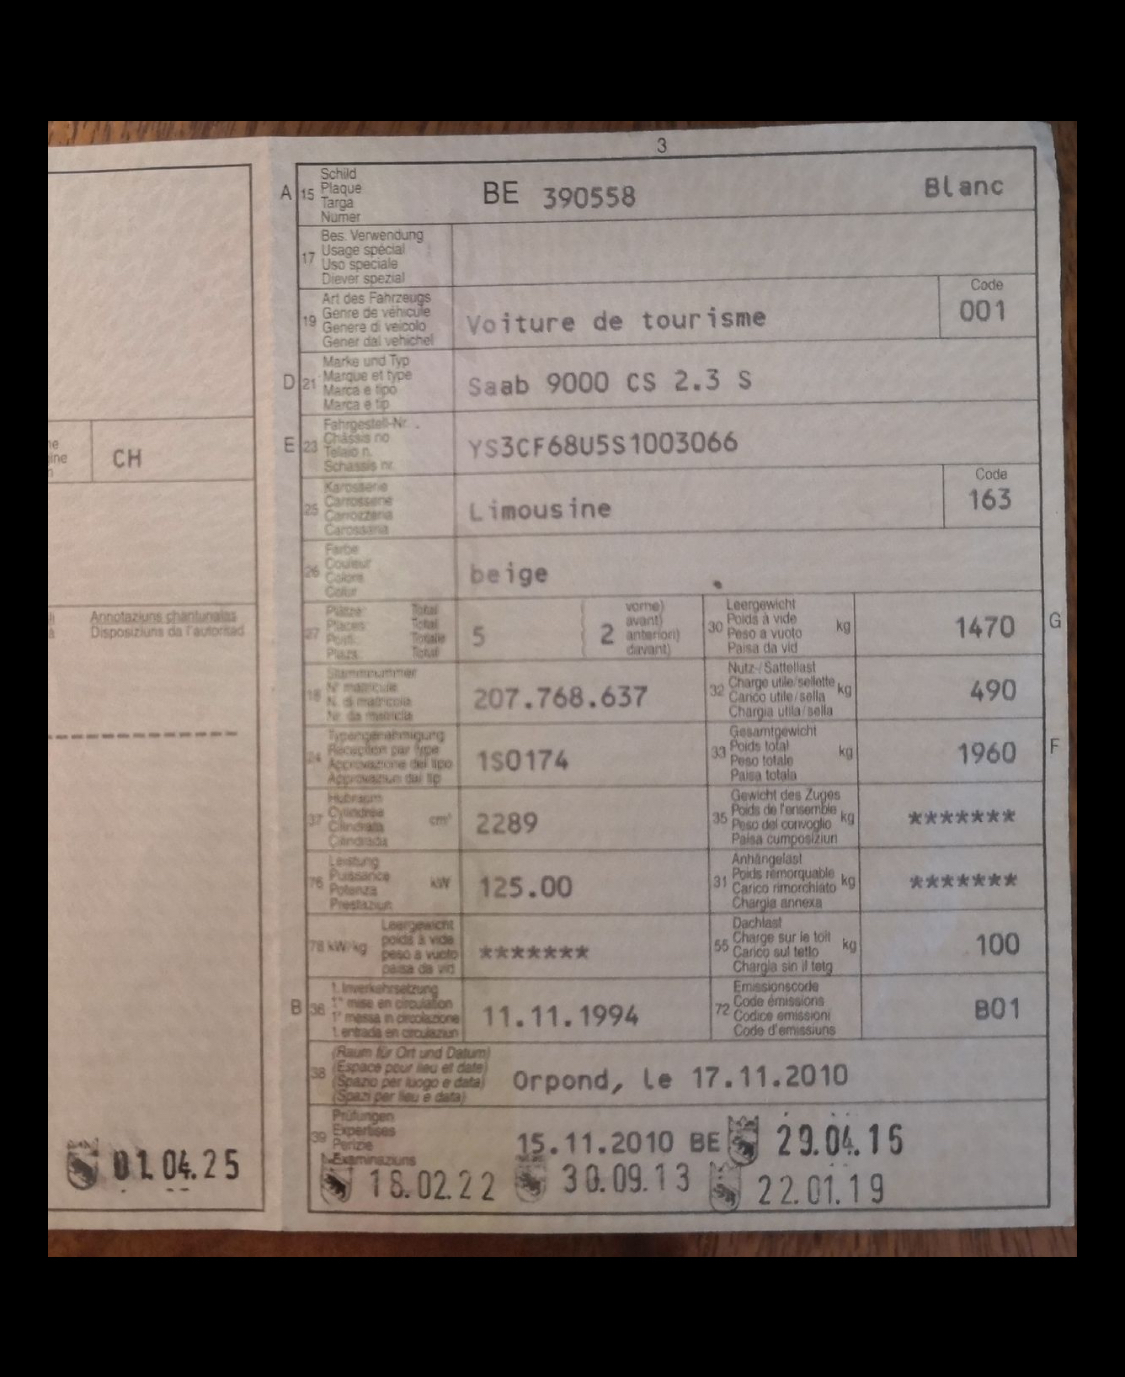 3
A 15 Schild
Plaque
Targa
Numer
BE 390558 Blanc
17 Bes. Verwendung
Usage spécial
Uso speciale
Diever spezial
19 Art des Fahrzeugs
Genre de véhicule
Genere di veicolo
Gener dal vehichel
Voiture de tourisme
Code
001
D 21 Marke und Typ
Marque et type
Marca e tipo
Marca e tip
Saab 9000 CS 2.3 S
E 23 Fahrgestell-Nr.
Châssis no
Telaio n.
Schassis nr.
YS3CF68U5S1003066
25 Karosserie
Carrosserie
Carrozzeria
Carossaria
Limousine
Code
163
26 Farbe
Couleur
Colore
Colur
beige
27 Plätze Total
Places Total
Posti Totale
Plazs Total
5
2
vorne)
avant)
anteriori)
davant)
30 Leergewicht
Poids à vide
Peso a vuoto
Paisa da vid
kg
1470 G
18 Stammnummer
N° matricule
N. di matricola
Nr. da matricla
207.768.637
32 Nutz-/Sattellast
Charge utile/sellette
Carico utile/sella
Chargia utila/sella
kg
490
24 Typengenehmigung
Réception par type
Approvazione del tipo
Approvaziun dal tip
1S0174
33 Gesamtgewicht
Poids total
Peso totale
Paisa totala
kg
1960 F
37 Hubraum
Cylindrée
Cilindrata
Cilindrada
cm³
2289
35 Gewicht des Zuges
Poids de l'ensemble
Peso del convoglio
Paisa cumposiziun
kg
*******
76 Leistung
Puissance
Potenza
Prestaziun
kW
125.00
31 Anhängelast
Poids remorquable
Carico rimorchiato
Chargia annexa
kg
*******
78 kW/kg
Leergewicht
poids à vide
peso a vuoto
paisa da vid
*******
55 Dachlast
Charge sur le toit
Carico sul tetto
Chargia sin il tetg
kg
100
B 36 1. Inverkehrsetzung
1re mise en circulation
1a messa in circolazione
1. entrada en circulaziun
11.11.1994
72 Emissionscode
Code émissions
Codice emissioni
Code d'emissiuns
B01
38 (Raum für Ort und Datum)
(Espace pour lieu et date)
(Spazio per luogo e data)
(Spazi per lieu e data)
Orpond, le 17.11.2010
39 Prüfungen
Expertises
Perizie
Examinaziuns
15.11.2010 BE 29.04.16
18.02.22 30.09.13 22.01.19
CH
Annotaziuns chantunalas
Disposiziuns da l'autoritad
01.04.25